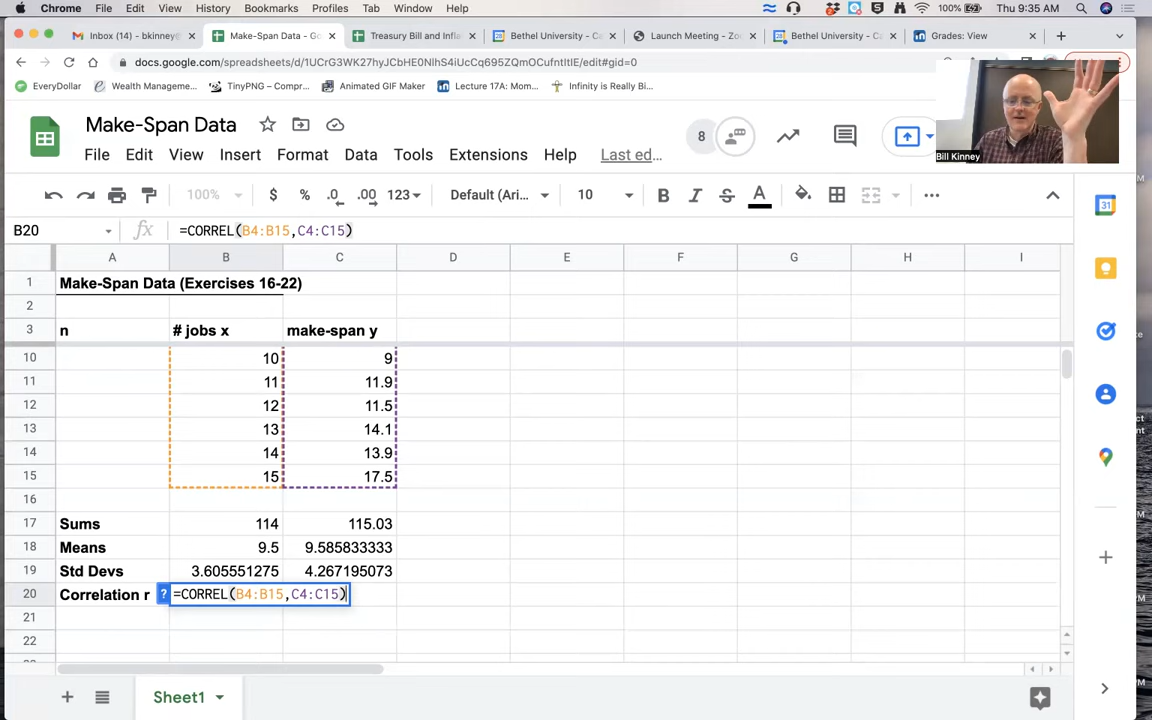 Chrome File Edit View History Bookmarks Profiles Tab Window Help 100% Thu 9:35 AM
Inbox (14) - bkinney@ Make-Span Data - Go Treasury Bill and Infla Bethel University - Ca Launch Meeting - Zoo Bethel University - Ca Grades: View
docs.google.com/spreadsheets/d/1UCrG3WK27hyJCbHE0NlhS4iUcCq695ZQmOCufntItIE/edit#gid=0
EveryDollar Wealth Manageme... TinyPNG – Compr... Animated GIF Maker Lecture 17A: Mom... Infinity is Really Bi...
Make-Span Data
8
Bill Kinney
File Edit View Insert Format Data Tools Extensions Help Last ed...
100% $ % .0 .00 123 Default (Ari... 10 B I S A
B20 fx =CORREL(B4:B15,C4:C15)
A B C D E F G H I
1 Make-Span Data (Exercises 16-22)
2
3 n # jobs x make-span y
10 10 9
11 11 11.9
12 12 11.5
13 13 14.1
14 14 13.9
15 15 17.5
16
17 Sums 114 115.03
18 Means 9.5 9.585833333
19 Std Devs 3.605551275 4.267195073
20 Correlation r ? =CORREL(B4:B15,C4:C15)
21
22
Sheet1